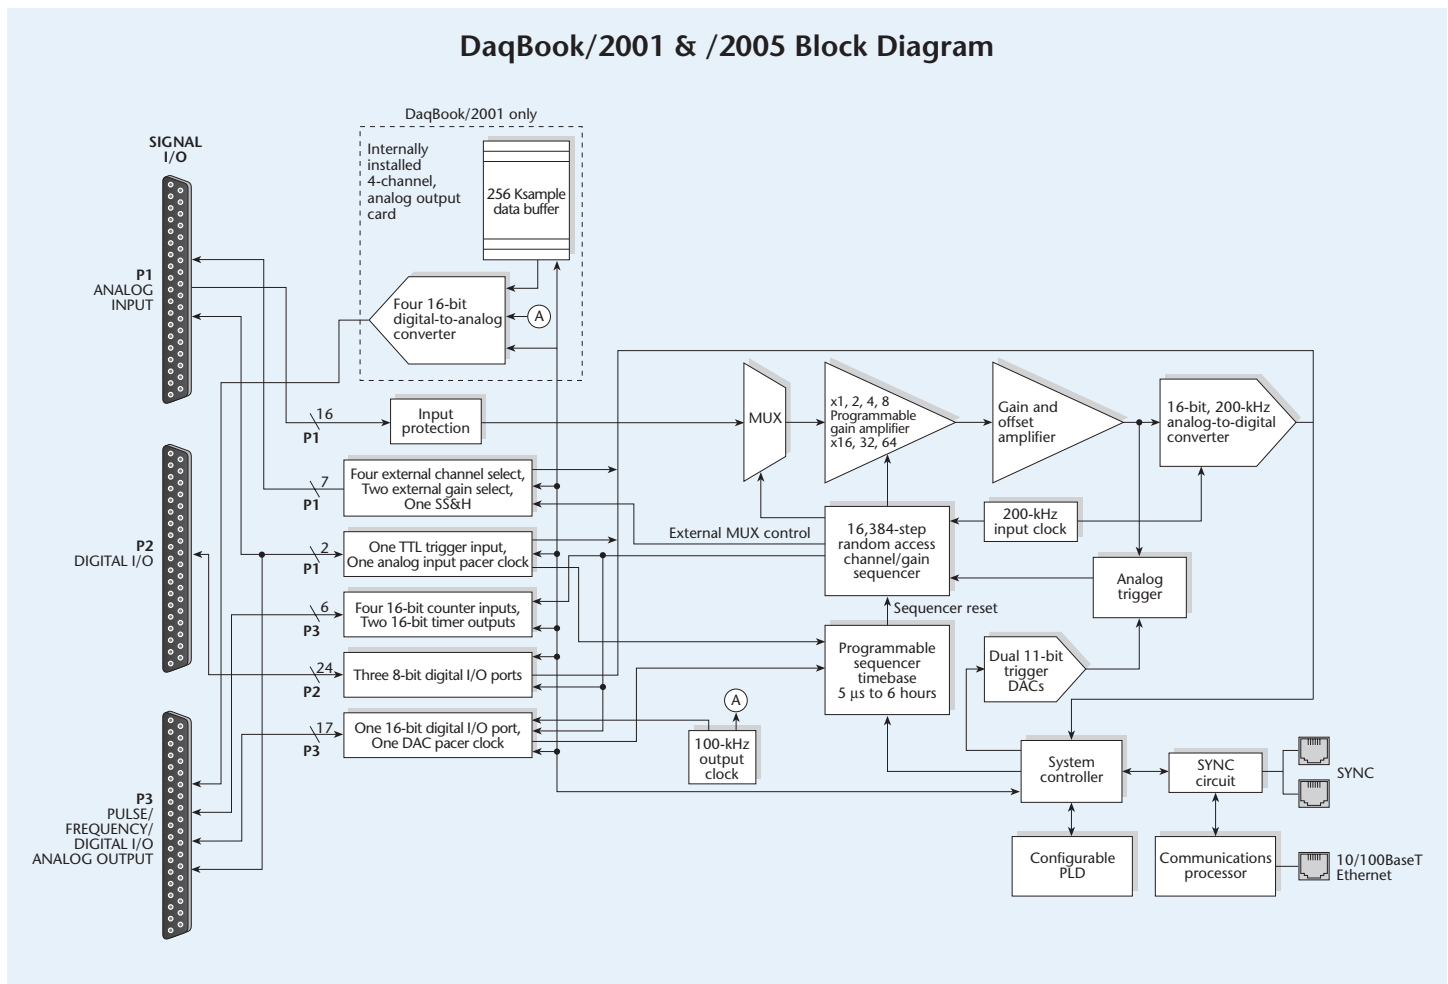 DaqBook/2001 & /2005 Block Diagram
DaqBook/2001 only
SIGNAL
I/O
Internally
installed
4-channel,
analog output
card
256 Ksample
data buffer
P1
ANALOG
INPUT
Four 16-bit
digital-to-analog
converter
A
16
P1
Input
protection
MUX
x1, 2, 4, 8
Programmable
gain amplifier
x16, 32, 64
Gain and
offset
amplifier
16-bit, 200-kHz
analog-to-digital
converter
7
P1
Four external channel select,
Two external gain select,
One SS&H
External MUX control
16,384-step
random access
channel/gain
sequencer
200-kHz
input clock
P2
DIGITAL I/O
2
P1
One TTL trigger input,
One analog input pacer clock
Analog
trigger
6
P3
Four 16-bit counter inputs,
Two 16-bit timer outputs
Sequencer reset
24
P2
Three 8-bit digital I/O ports
Programmable
sequencer
timebase
5 µs to 6 hours
Dual 11-bit
trigger
DACs
17
P3
One 16-bit digital I/O port,
One DAC pacer clock
A
100-kHz
output
clock
System
controller
SYNC
circuit
SYNC
P3
PULSE/
FREQUENCY/
DIGITAL I/O
ANALOG OUTPUT
Configurable
PLD
Communications
processor
10/100BaseT
Ethernet